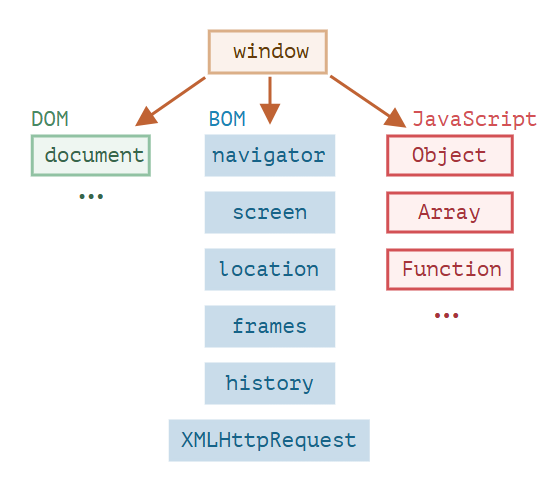 window
DOM
document
...
BOM
navigator
screen
location
frames
history
XMLHttpRequest
JavaScript
Object
Array
Function
...